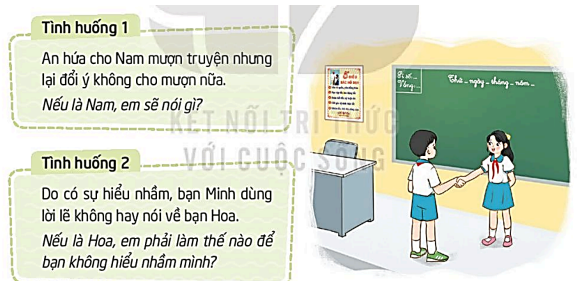 Tình huống 1
An hứa cho Nam mượn truyện nhưng
lại đổi ý không cho mượn nữa.
Nếu là Nam, em sẽ nói gì?
KẾT NỐI TRI THỨC
VỚI CUỘC SỐNG
Tình huống 2
Do có sự hiểu nhầm, bạn Minh dùng
lời lẽ không hay nói về bạn Hoa.
Nếu là Hoa, em phải làm thế nào để
bạn không hiểu nhầm mình?
Sĩ số:...
Vắng:...
Thứ... ngày... tháng... năm...